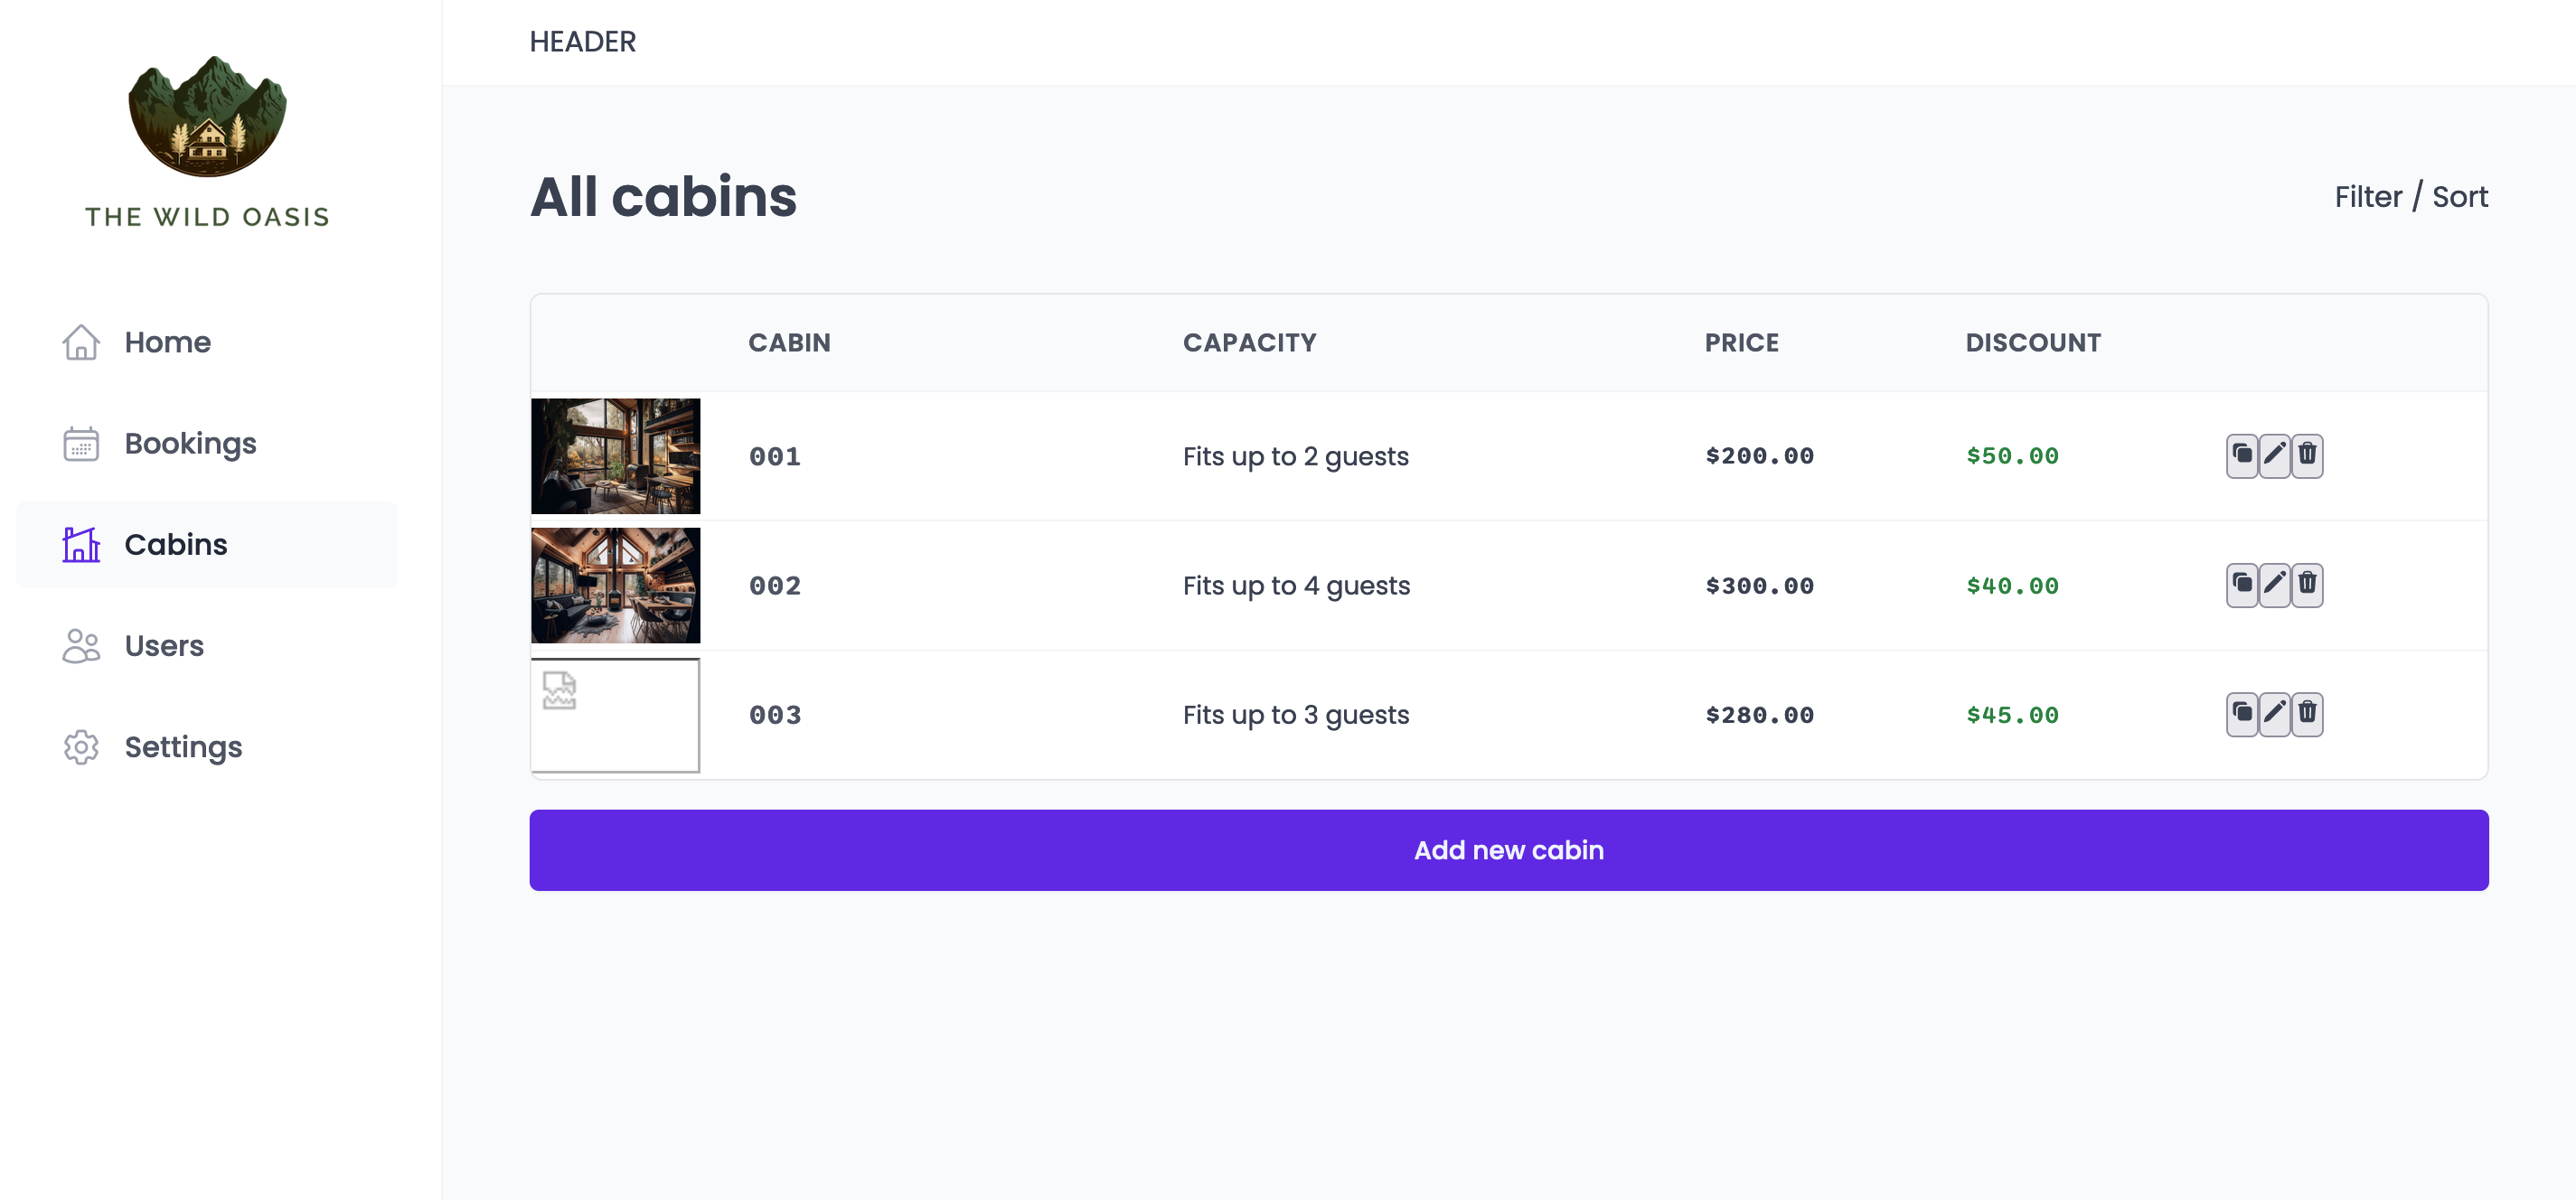 THE WILD OASIS
Home
Bookings
Cabins
Users
Settings
HEADER
All cabins
Filter / Sort
CABIN CAPACITY PRICE DISCOUNT
001 Fits up to 2 guests $200.00 $50.00
002 Fits up to 4 guests $300.00 $40.00
003 Fits up to 3 guests $280.00 $45.00
Add new cabin